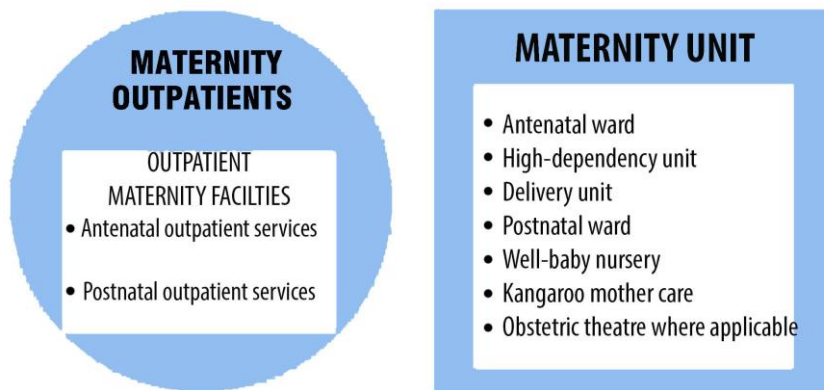 MATERNITY
OUTPATIENTS
OUTPATIENT
MATERNITY FACILTIES
• Antenatal outpatient services
• Postnatal outpatient services
MATERNITY UNIT
• Antenatal ward
• High-dependency unit
• Delivery unit
• Postnatal ward
• Well-baby nursery
• Kangaroo mother care
• Obstetric theatre where applicable